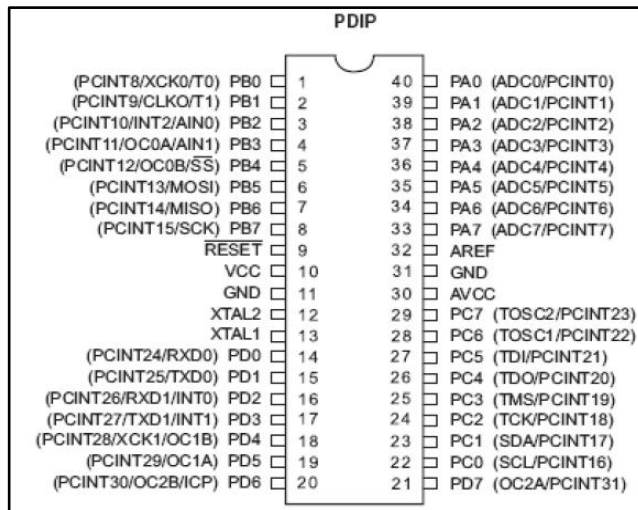 PDIP
(PCINT8/XCK0/T0) PB0 1 40 PA0 (ADC0/PCINT0)
(PCINT9/CLKO/T1) PB1 2 39 PA1 (ADC1/PCINT1)
(PCINT10/INT2/AIN0) PB2 3 38 PA2 (ADC2/PCINT2)
(PCINT11/OC0A/AIN1) PB3 4 37 PA3 (ADC3/PCINT3)
(PCINT12/OC0B/S̅S̅) PB4 5 36 PA4 (ADC4/PCINT4)
(PCINT13/MOSI) PB5 6 35 PA5 (ADC5/PCINT5)
(PCINT14/MISO) PB6 7 34 PA6 (ADC6/PCINT6)
(PCINT15/SCK) PB7 8 33 PA7 (ADC7/PCINT7)
R̅E̅S̅E̅T̅ 9 32 AREF
VCC 10 31 GND
GND 11 30 AVCC
XTAL2 12 29 PC7 (TOSC2/PCINT23)
XTAL1 13 28 PC6 (TOSC1/PCINT22)
(PCINT24/RXD0) PD0 14 27 PC5 (TDI/PCINT21)
(PCINT25/TXD0) PD1 15 26 PC4 (TDO/PCINT20)
(PCINT26/RXD1/INT0) PD2 16 25 PC3 (TMS/PCINT19)
(PCINT27/TXD1/INT1) PD3 17 24 PC2 (TCK/PCINT18)
(PCINT28/XCK1/OC1B) PD4 18 23 PC1 (SDA/PCINT17)
(PCINT29/OC1A) PD5 19 22 PC0 (SCL/PCINT16)
(PCINT30/OC2B/ICP) PD6 20 21 PD7 (OC2A/PCINT31)